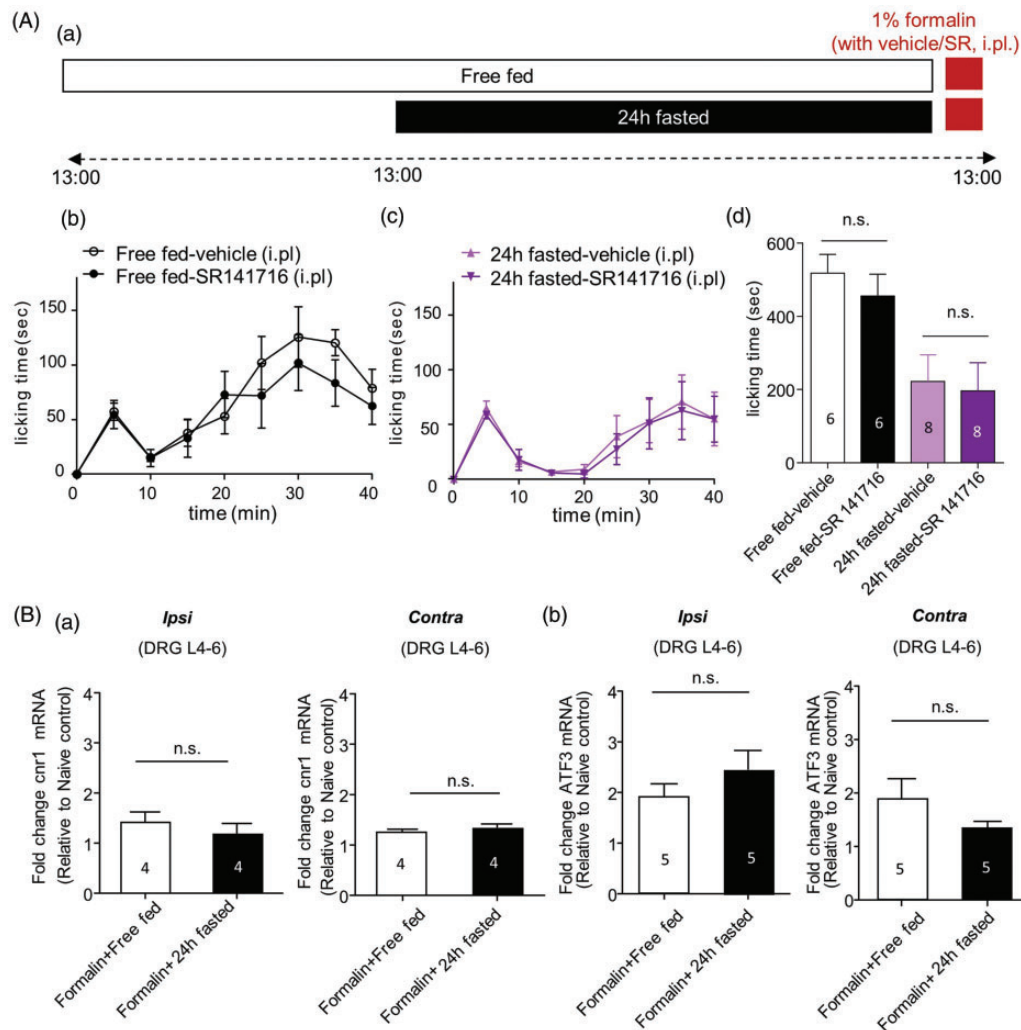 (A)
(a)
1% formalin
(with vehicle/SR, i.pl.)
Free fed
24h fasted
13:00
13:00
13:00
(b)
Free fed-vehicle (i.pl)
Free fed-SR141716 (i.pl)
licking time(sec)
150
100
50
0
0
10
20
30
40
time (min)
(c)
24h fasted-vehicle (i.pl)
24h fasted-SR141716 (i.pl)
licking time(sec)
150
100
50
0
0
10
20
30
40
time (min)
(d)
n.s.
n.s.
licking time (sec)
600
400
200
0
6
6
8
8
Free fed-vehicle
Free fed-SR 141716
24h fasted-vehicle
24h fasted-SR 141716
(B)
(a)
Ipsi
(DRG L4-6)
Fold change cnr1 mRNA
(Relative to Naive control)
4
3
2
1
0
n.s.
4
4
Formalin+Free fed
Formalin+ 24h fasted
Contra
(DRG L4-6)
Fold change cnr1 mRNA
(Relative to Naive control)
4
3
2
1
0
n.s.
4
4
Formalin+Free fed
Formalin+ 24h fasted
(b)
Ipsi
(DRG L4-6)
Fold change ATF3 mRNA
(Relative to Naive control)
4
3
2
1
0
n.s.
5
5
Formalin+Free fed
Formalin+ 24h fasted
Contra
(DRG L4-6)
Fold change ATF3 mRNA
(Relative to Naive control)
4
3
2
1
0
n.s.
5
5
Formalin+Free fed
Formalin+ 24h fasted